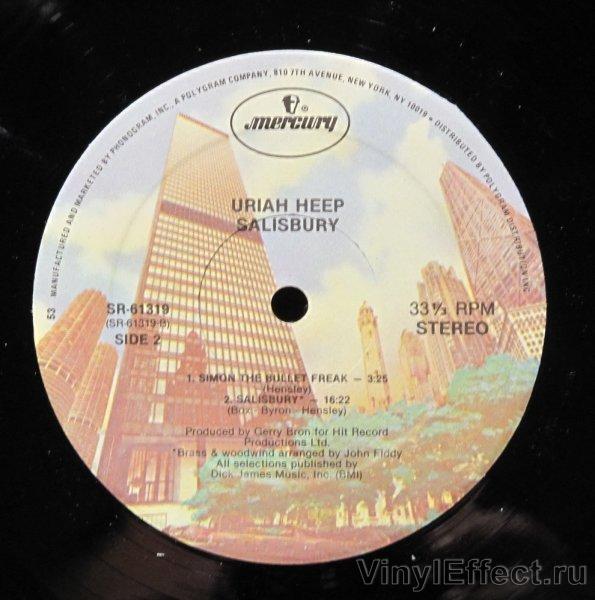 53 MANUFACTURED AND MARKETED BY PHONOGRAM, INC., A POLYGRAM COMPANY, 810 7TH AVENUE, NEW YORK, NY 10019 • DISTRIBUTED BY POLYGRAM DISTRIBUTION INC.
mercury
URIAH HEEP
SALISBURY
SR-61319
(SR-61319-B)
SIDE 2
33⅓ RPM
STEREO
1. SIMON THE BULLET FREAK — 3:25
(Hensley)
2. SALISBURY* — 16:22
(Box - Byron - Hensley)
Produced by Gerry Bron for Hit Record
Productions Ltd.
*Brass & woodwind arranged by John Fiddy
All selections published by
Dick James Music, Inc. (BMI)
VinylEffect.ru